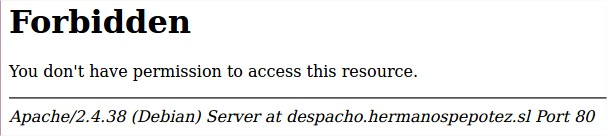 Forbidden
You don't have permission to access this resource.
Apache/2.4.38 (Debian) Server at despacho.hermanospepotez.sl Port 80